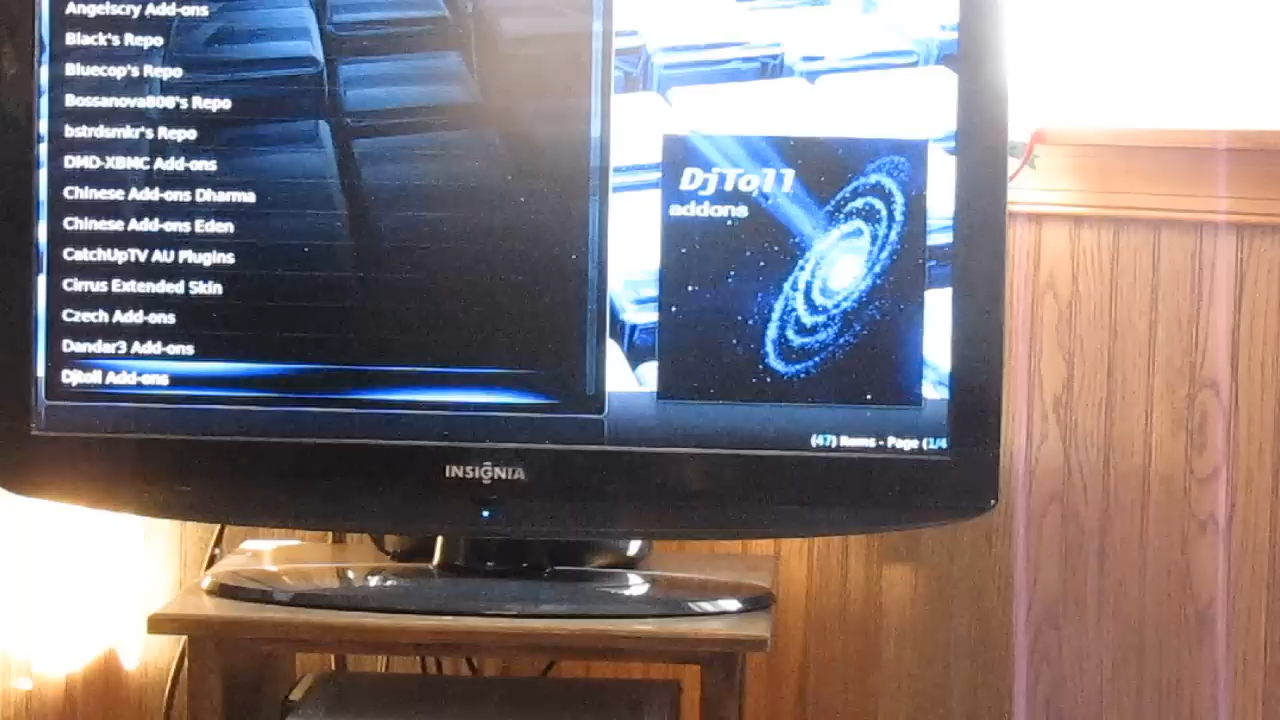 Angelscry Add-ons
Black's Repo
Bluecop's Repo
Bossanova808's Repo
bstrdsmkr's Repo
DMD-XBMC Add-ons
Chinese Add-ons Dharma
Chinese Add-ons Eden
CatchUpTV AU Plugins
Cirrus Extended Skin
Czech Add-ons
Dandar3 Add-ons
Djtoll Add-ons
DjToll
addons
(47) Items - Page (1/4
INSIGNIA